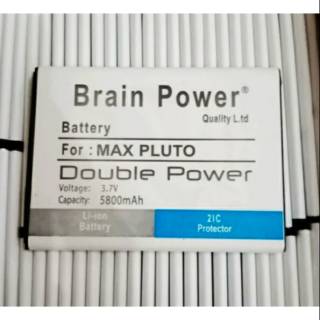 Brain Power®
Quality L.td
Battery
For : MAX PLUTO
Double Power
Voltage: 3.7V
Capacity: 5800mAh
Li-ion
Battery
2IC
Protector